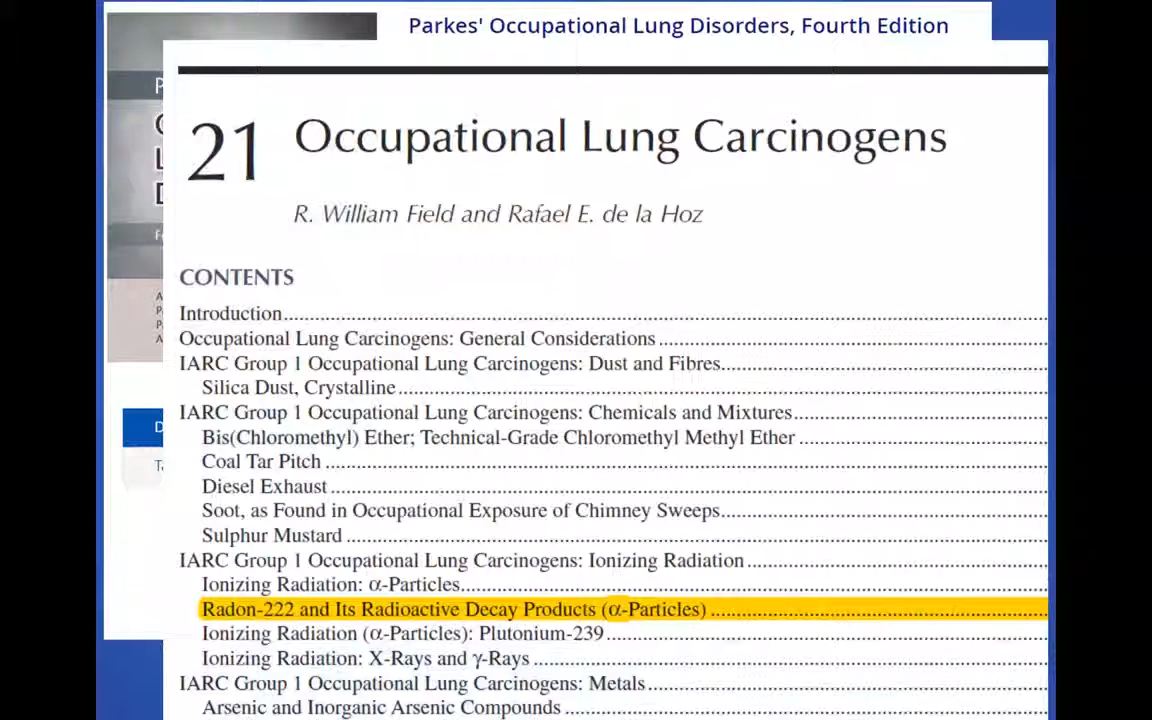 Parkes' Occupational Lung Disorders, Fourth Edition
21 Occupational Lung Carcinogens
R. William Field and Rafael E. de la Hoz
CONTENTS
Introduction
Occupational Lung Carcinogens: General Considerations
IARC Group 1 Occupational Lung Carcinogens: Dust and Fibres
Silica Dust, Crystalline
IARC Group 1 Occupational Lung Carcinogens: Chemicals and Mixtures
Bis(Chloromethyl) Ether; Technical-Grade Chloromethyl Methyl Ether
Coal Tar Pitch
Diesel Exhaust
Soot, as Found in Occupational Exposure of Chimney Sweeps
Sulphur Mustard
IARC Group 1 Occupational Lung Carcinogens: Ionizing Radiation
Ionizing Radiation: α-Particles
Radon-222 and Its Radioactive Decay Products (α-Particles)
Ionizing Radiation (α-Particles): Plutonium-239
Ionizing Radiation: X-Rays and γ-Rays
IARC Group 1 Occupational Lung Carcinogens: Metals
Arsenic and Inorganic Arsenic Compounds